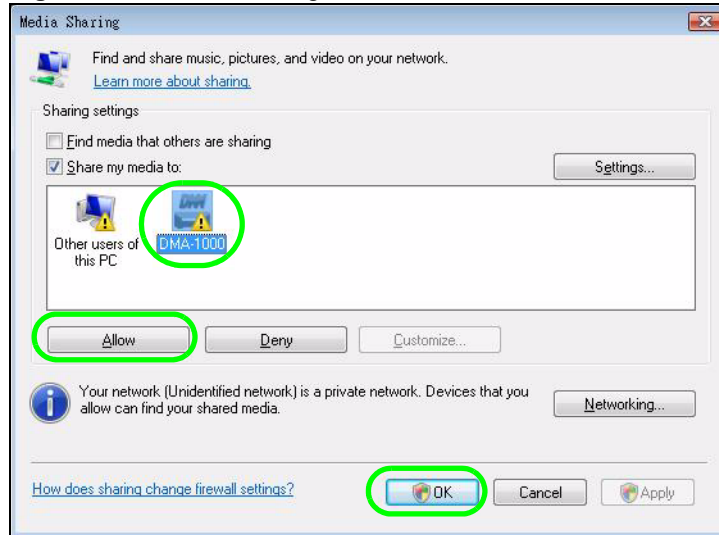 Media Sharing
Find and share music, pictures, and video on your network.
Learn more about sharing.
Sharing settings
Find media that others are sharing
Share my media to:
Settings...
Other users of this PC
DMA-1000
Allow
Deny
Customize...
Your network (Unidentified network) is a private network. Devices that you
allow can find your shared media.
Networking...
How does sharing change firewall settings?
OK
Cancel
Apply